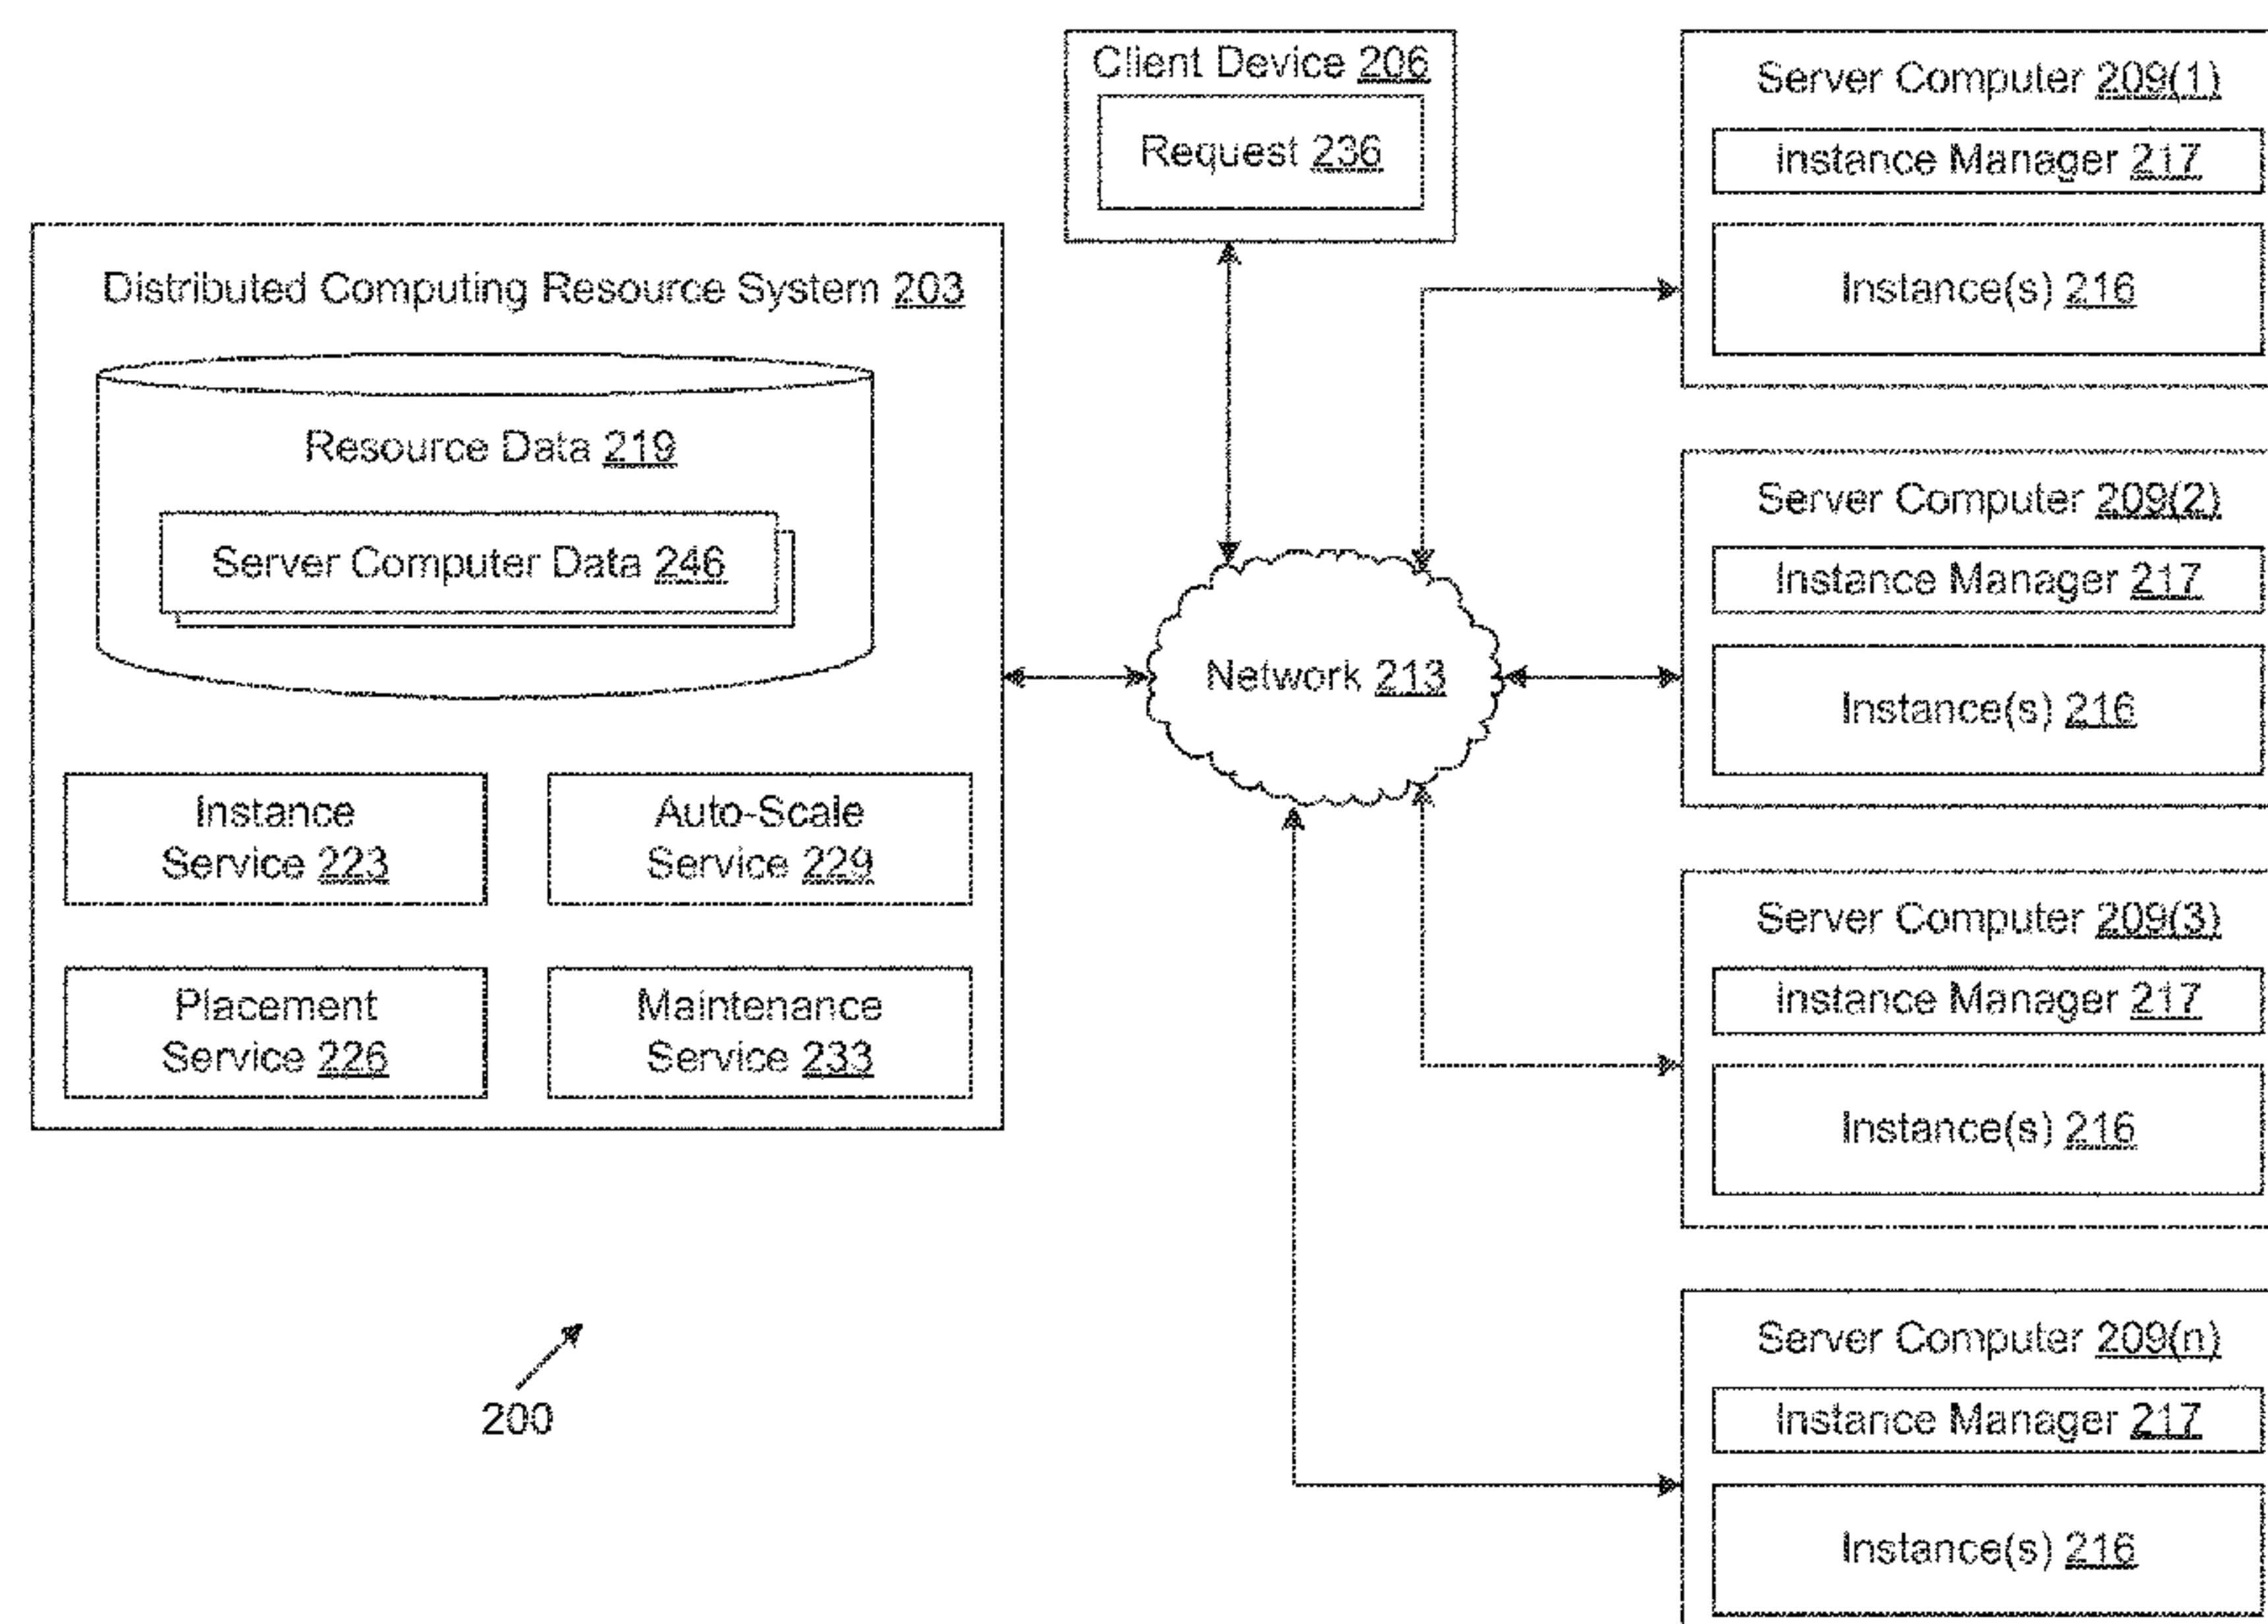 Client Device 206
Request 236
Distributed Computing Resource System 203
Resource Data 219
Server Computer Data 246
Instance
Service 223
Auto-Scale
Service 229
Placement
Service 226
Maintenance
Service 233
Network 213
Server Computer 209(1)
Instance Manager 217
Instance(s) 216
Server Computer 209(2)
Instance Manager 217
Instance(s) 216
Server Computer 209(3)
Instance Manager 217
Instance(s) 216
Server Computer 209(n)
Instance Manager 217
Instance(s) 216
200